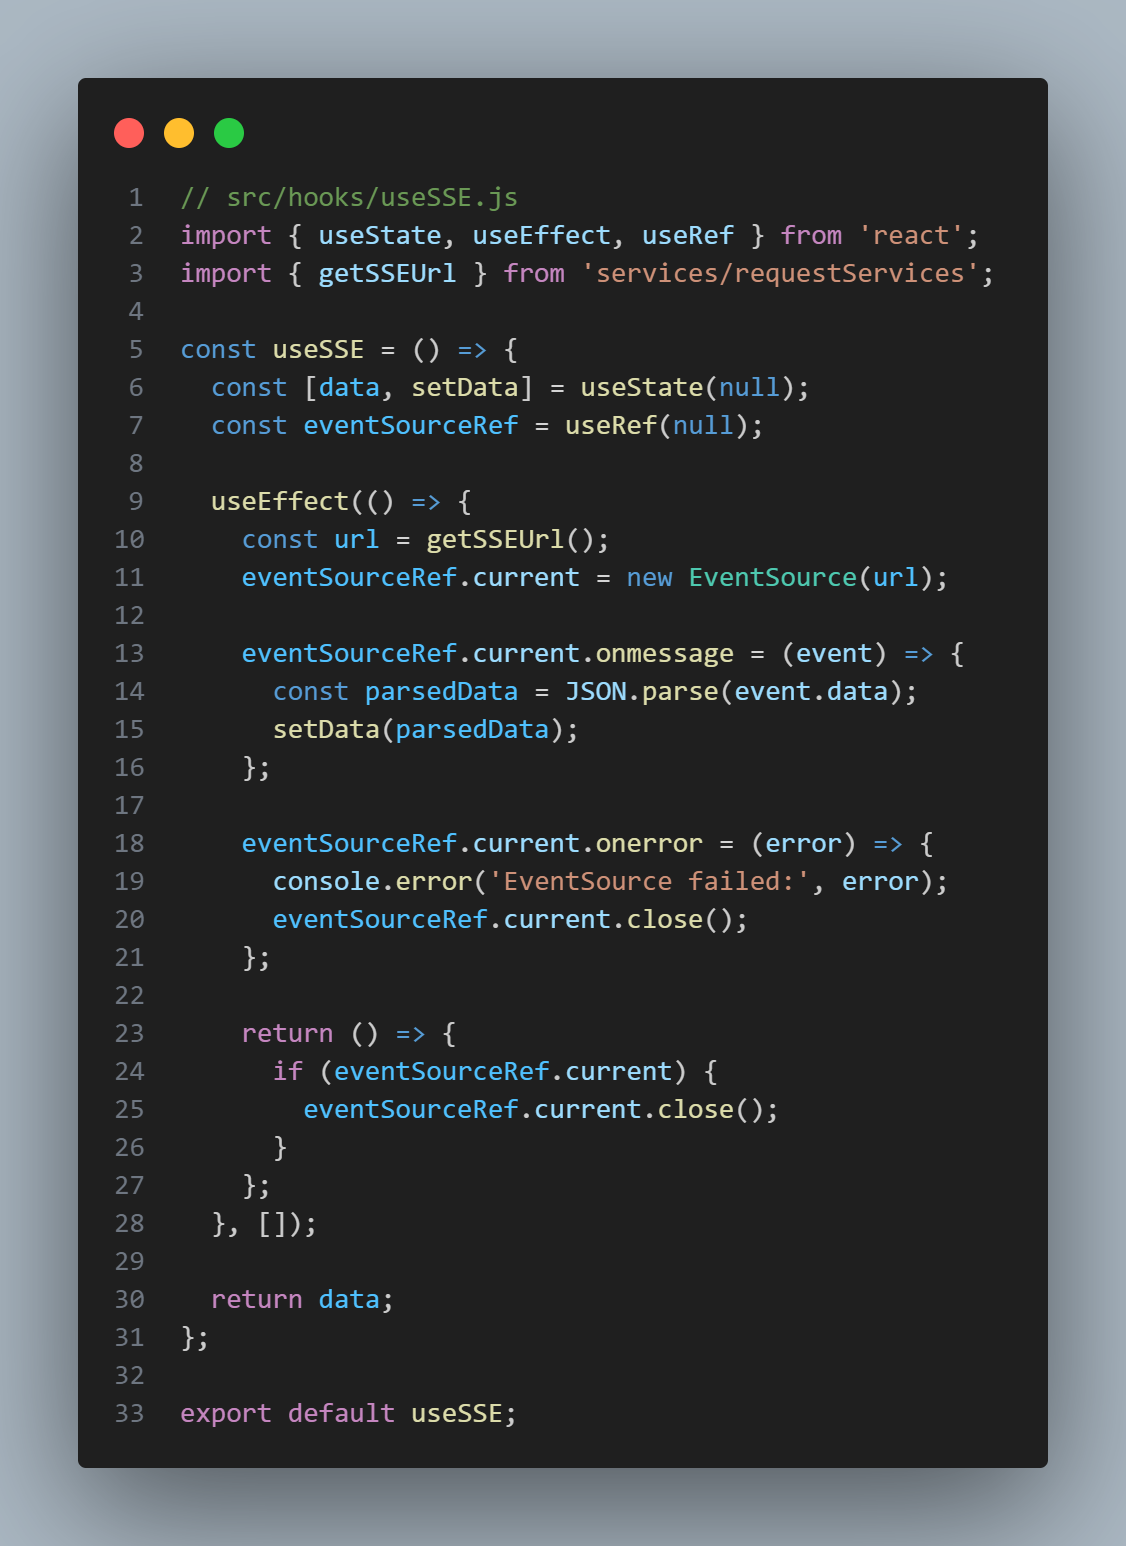 1 // src/hooks/useSSE.js
2 import { useState, useEffect, useRef } from 'react';
3 import { getSSEUrl } from 'services/requestServices';
4
5 const useSSE = () => {
6   const [data, setData] = useState(null);
7   const eventSourceRef = useRef(null);
8
9   useEffect(() => {
10     const url = getSSEUrl();
11     eventSourceRef.current = new EventSource(url);
12
13     eventSourceRef.current.onmessage = (event) => {
14       const parsedData = JSON.parse(event.data);
15       setData(parsedData);
16     };
17
18     eventSourceRef.current.onerror = (error) => {
19       console.error('EventSource failed:', error);
20       eventSourceRef.current.close();
21     };
22
23     return () => {
24       if (eventSourceRef.current) {
25         eventSourceRef.current.close();
26       }
27     };
28   }, []);
29
30   return data;
31 };
32
33 export default useSSE;